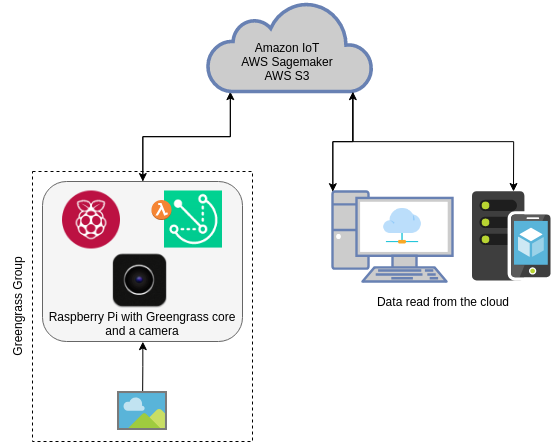 Amazon IoT
AWS Sagemaker
AWS S3
Greengrass Group
λ
Raspberry Pi with Greengrass core
and a camera
Data read from the cloud